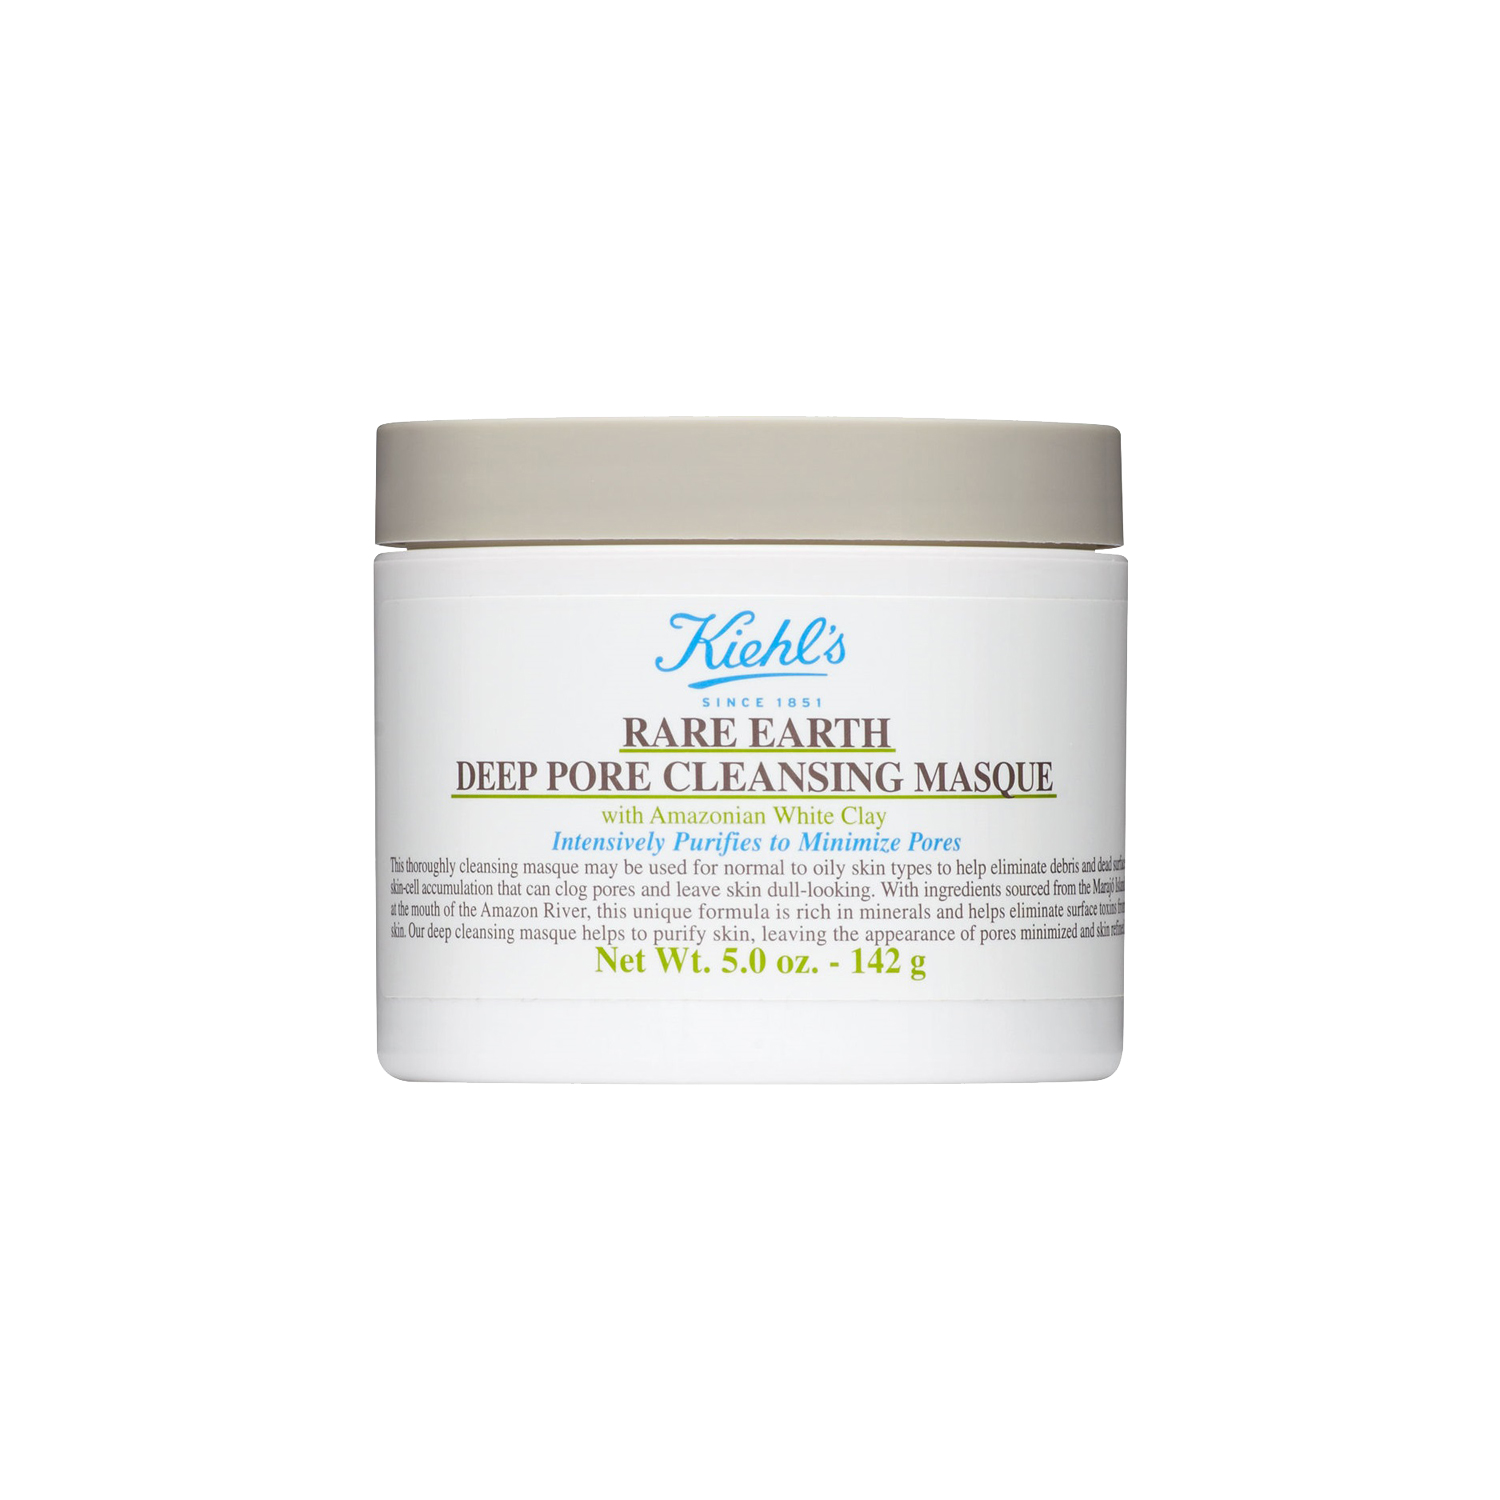 Kiehl's
SINCE 1851
RARE EARTH
DEEP PORE CLEANSING MASQUE
with Amazonian White Clay
Intensively Purifies to Minimize Pores
This thoroughly cleansing masque may be used for normal to oily skin types to help eliminate debris and dead
skin-cell accumulation that can clog pores and leave skin dull-looking. With ingredients sourced from the Marajó
at the mouth of the Amazon River, this unique formula is rich in minerals and helps eliminate surface toxins
skin. Our deep cleansing masque helps to purify skin, leaving the appearance of pores minimized and skin
Net Wt. 5.0 oz. - 142 g